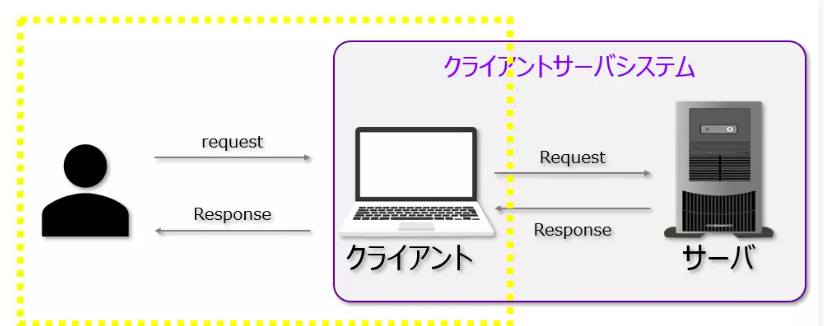 クライアントサーバシステム
request
Response
Request
Response
クライアント
サーバ